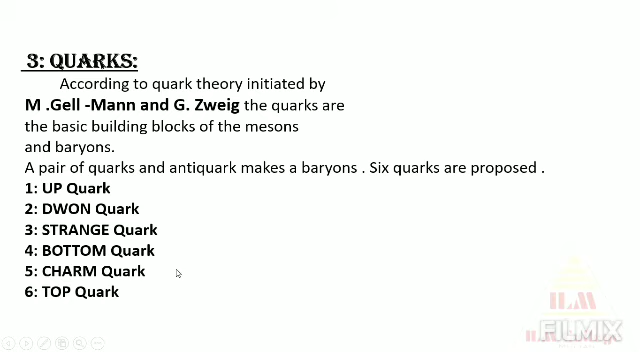 3: QUARKS:
According to quark theory initiated by
M .Gell -Mann and G. Zweig the quarks are
the basic building blocks of the mesons
and baryons.
A pair of quarks and antiquark makes a baryons . Six quarks are proposed .
1: UP Quark
2: DWON Quark
3: STRANGE Quark
4: BOTTOM Quark
5: CHARM Quark
6: TOP Quark
FILMIX